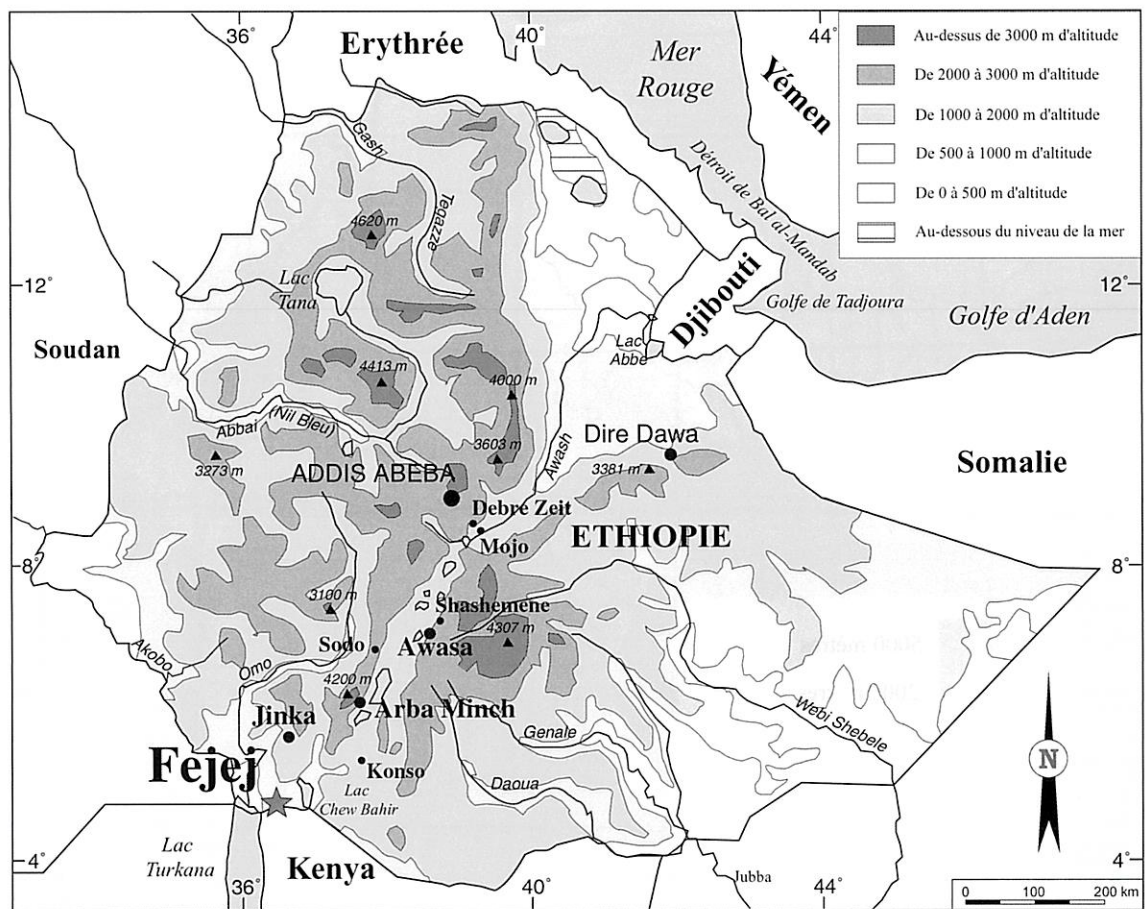 36°
40°
44°
Erythrée
Mer
Rouge
Yémen
Au-dessus de 3000 m d'altitude
De 2000 à 3000 m d'altitude
De 1000 à 2000 m d'altitude
De 500 à 1000 m d'altitude
De 0 à 500 m d'altitude
Au-dessous du niveau de la mer
Gash
Tegazze
Détroit de Bal al-Mandab
4620 m
12°
Lac
Tana
Djibouti
Golfe de Tadjoura
12°
Golfe d'Aden
Soudan
Lac
Abbe
4413 m
4000 m
Abbai (Nil Bleu)
Awash
3273 m
3603 m
Dire Dawa
3381 m
Somalie
ADDIS ABEBA
Debre Zeit
Mojo
ETHIOPIE
8°
8°
3100 m
Shashemene
4307 m
Akobo
Omo
Sodo
Awasa
4200 m
Arba Minch
Jinka
Genale
Webi Shebele
Fejej
Konso
Daoua
Lac
Chew Bahir
N
4°
Lac
Turkana
Kenya
Jubba
4°
36°
40°
44°
0 100 200 km